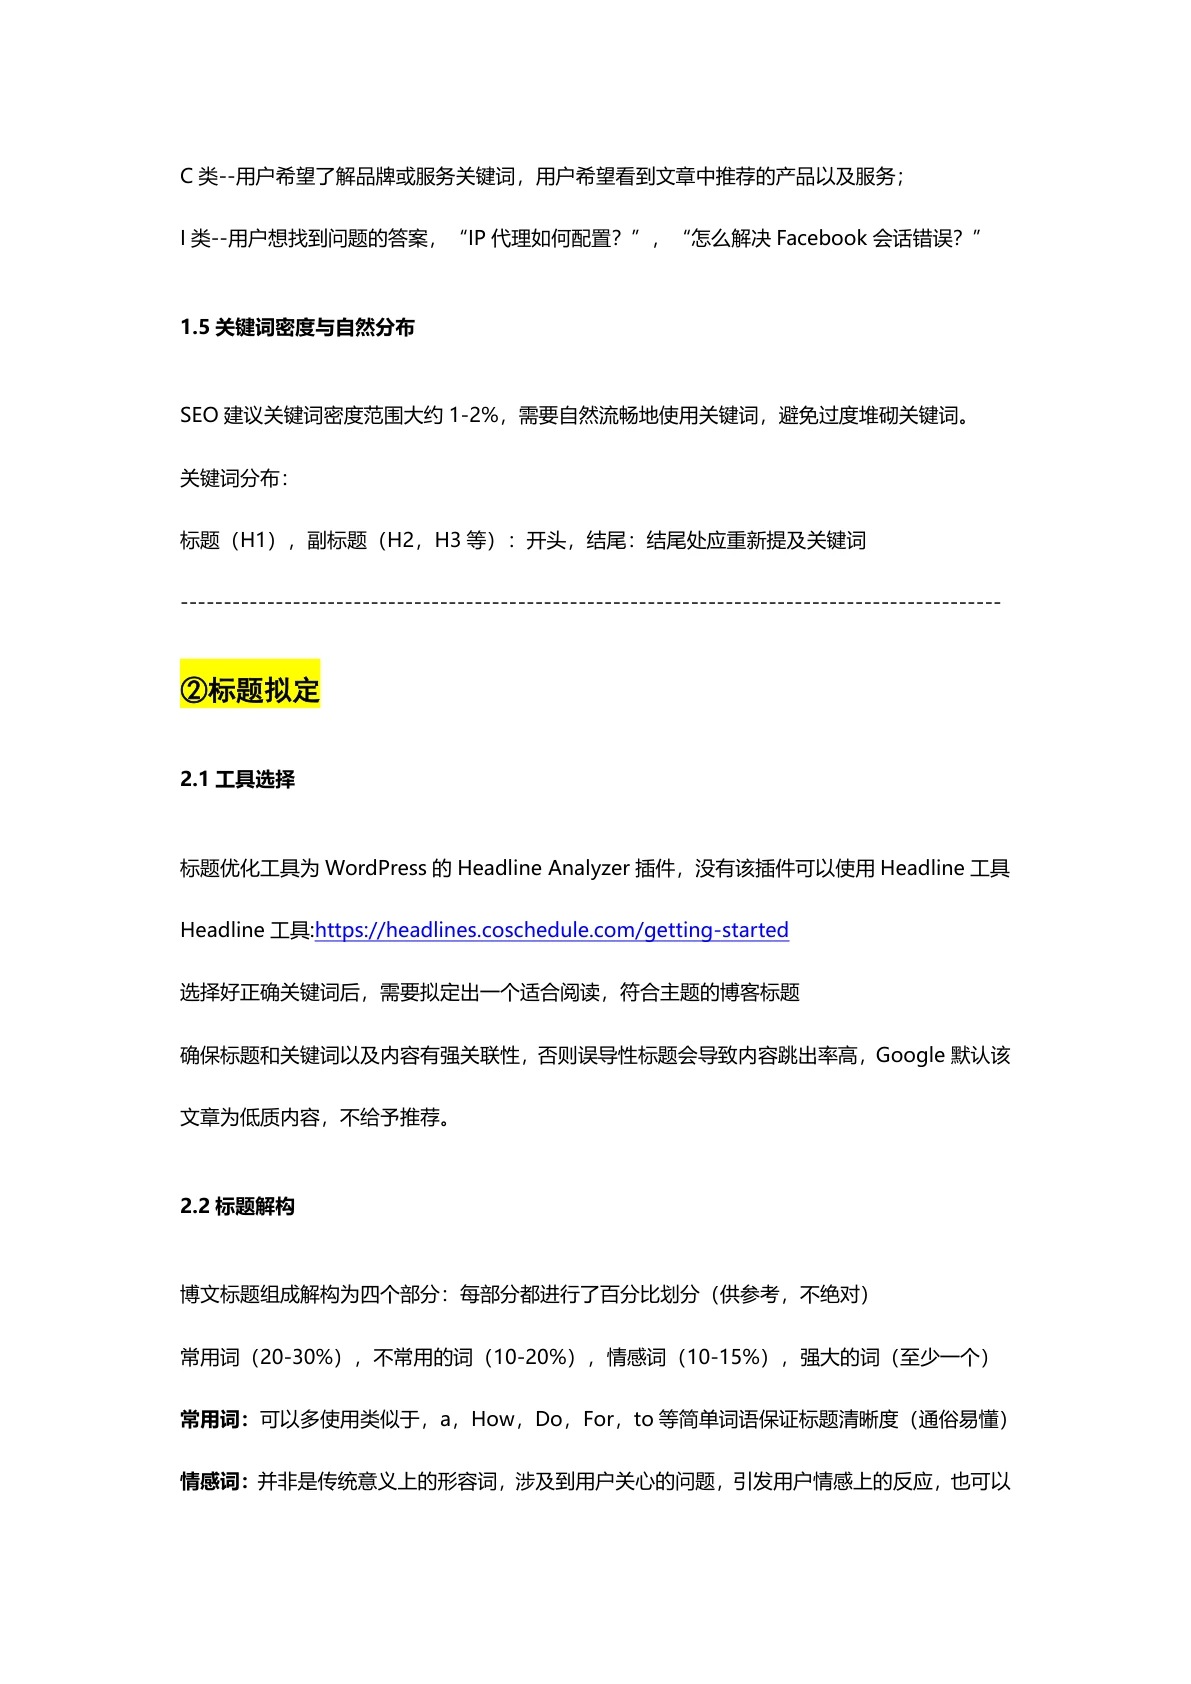 C 类--用户希望了解品牌或服务关键词，用户希望看到文章中推荐的产品以及服务；
I 类--用户想找到问题的答案，“IP 代理如何配置？”，“怎么解决 Facebook 会话错误？”
1.5 关键词密度与自然分布
SEO 建议关键词密度范围大约 1-2%，需要自然流畅地使用关键词，避免过度堆砌关键词。
关键词分布：
标题（H1），副标题（H2，H3 等）：开头，结尾：结尾处应重新提及关键词
-----------------------------------------------------------------------------------------------
②标题拟定
2.1 工具选择
标题优化工具为 WordPress 的 Headline Analyzer 插件，没有该插件可以使用 Headline 工具
Headline 工具:https://headlines.coschedule.com/getting-started
选择好正确关键词后，需要拟定出一个适合阅读，符合主题的博客标题
确保标题和关键词以及内容有强关联性，否则误导性标题会导致内容跳出率高，Google 默认该
文章为低质内容，不给予推荐。
2.2 标题解构
博文标题组成解构为四个部分：每部分都进行了百分比划分（供参考，不绝对）
常用词（20-30%），不常用的词（10-20%），情感词（10-15%），强大的词（至少一个）
常用词：可以多使用类似于，a，How，Do，For，to 等简单词语保证标题清晰度（通俗易懂）
情感词：并非是传统意义上的形容词，涉及到用户关心的问题，引发用户情感上的反应，也可以